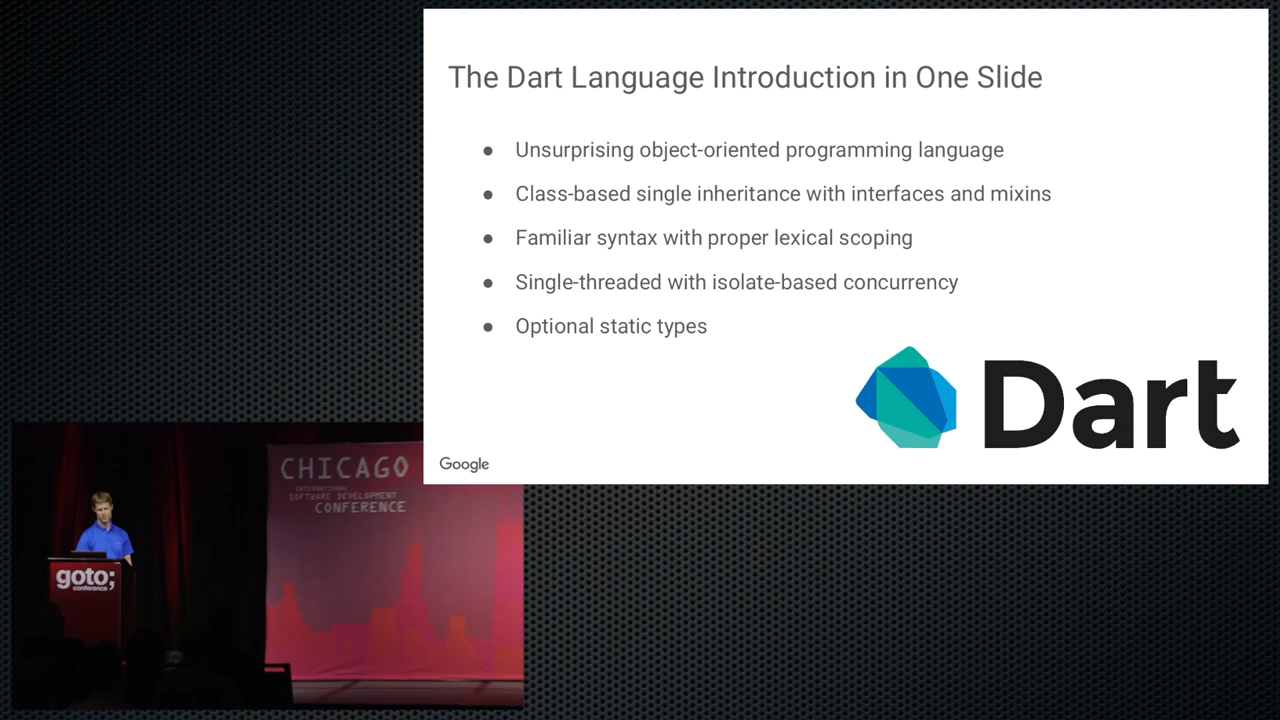 The Dart Language Introduction in One Slide
● Unsurprising object-oriented programming language
● Class-based single inheritance with interfaces and mixins
● Familiar syntax with proper lexical scoping
● Single-threaded with isolate-based concurrency
● Optional static types
Dart
Google
CHICAGO
INTERNATIONAL
SOFTWARE DEVELOPMENT
CONFERENCE
goto;
conference